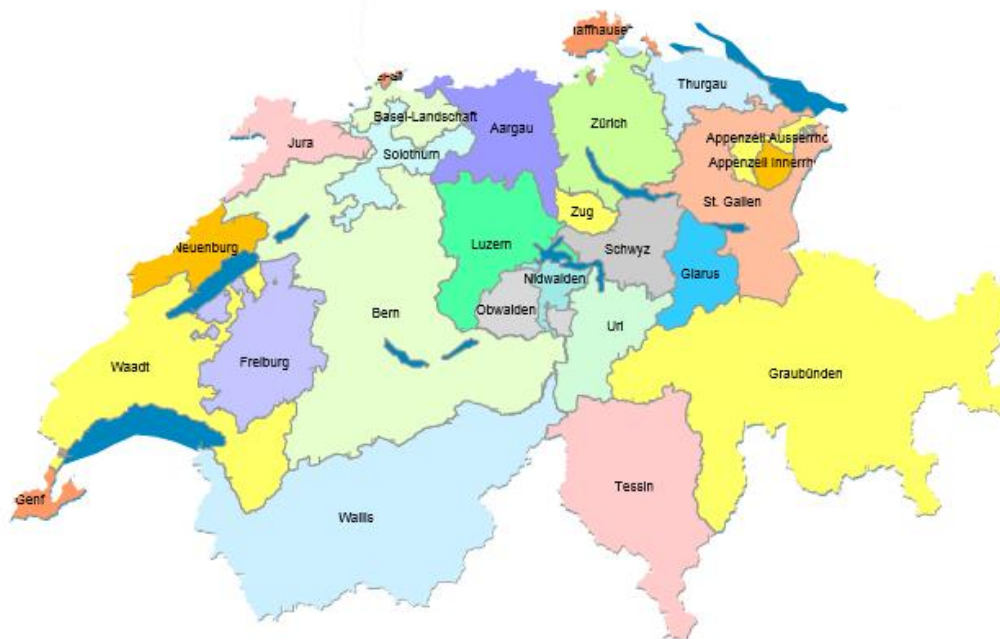 affhausen
Thurgau
Basel-Landschaft
Aargau
Zürich
Jura
Solothurn
Appenzell Ausserrho
Appenzell Innerrh
St. Gallen
Zug
Neuenburg
Luzern
Schwyz
Glarus
Nidwalden
Obwalden
Bern
Uri
Waadt
Freiburg
Graubünden
Tessin
Genf
Wallis